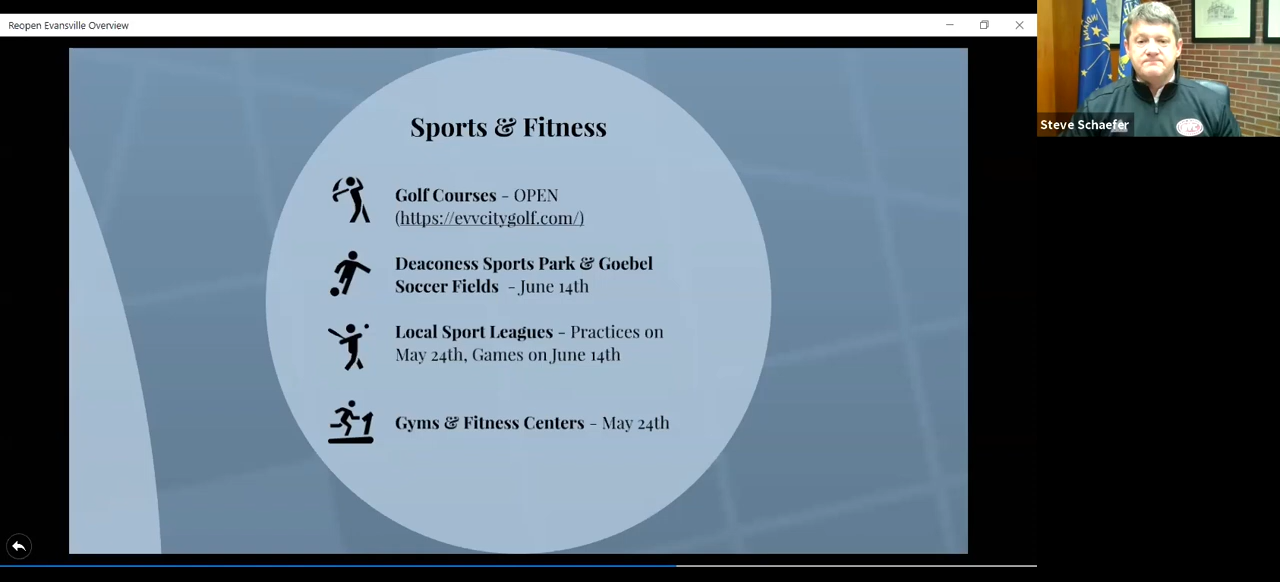 Reopen Evansville Overview
Steve Schaefer
Sports & Fitness
Golf Courses - OPEN
(https://evvcitygolf.com/)
Deaconess Sports Park & Goebel
Soccer Fields - June 14th
Local Sport Leagues - Practices on
May 24th, Games on June 14th
Gyms & Fitness Centers - May 24th